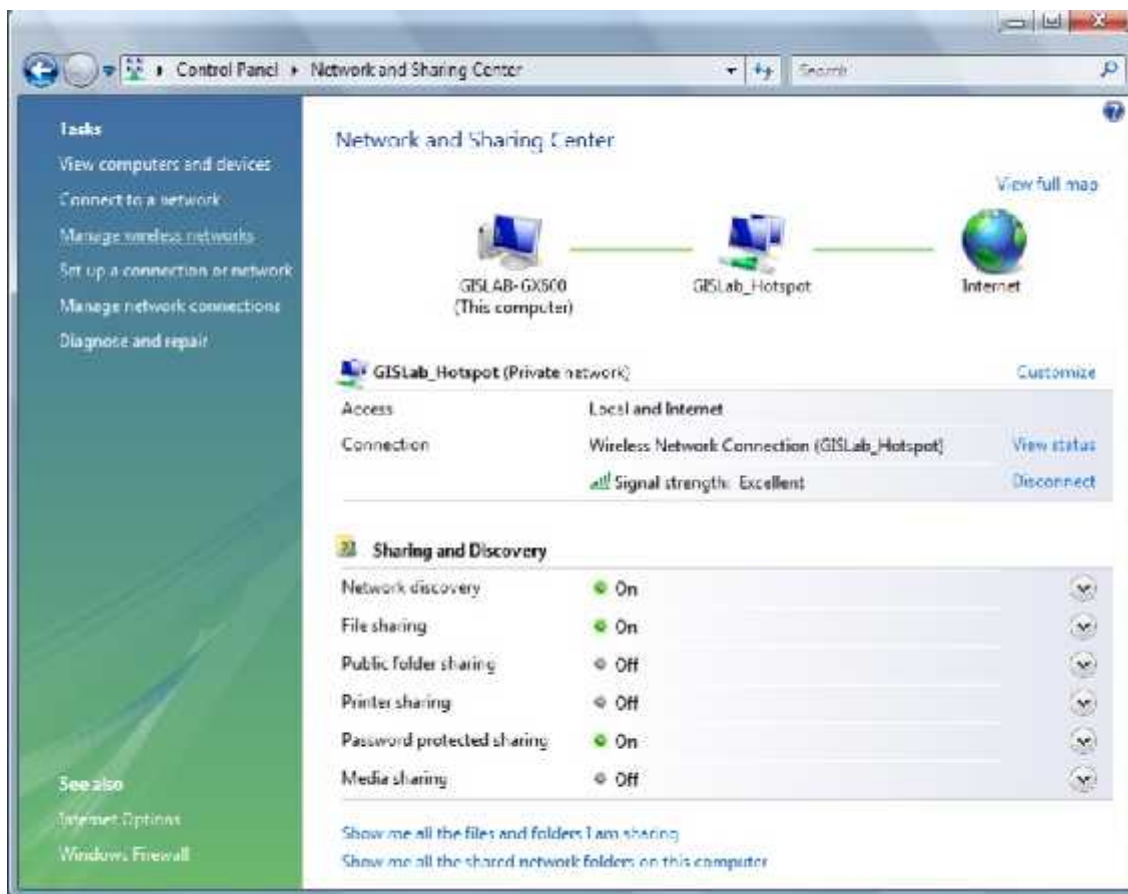 Control Panel Network and Sharing Center Search
Tasks
View computers and devices
Connect to a network
Manage wireless networks
Set up a connection or network
Manage network connections
Diagnose and repair
See also
Internet Options
Windows Firewall
Network and Sharing Center
View full map
GISLAB-GX600
(This computer)
GISLab_Hotspot
Internet
GISLab_Hotspot (Private network) Customize
Access Local and Internet
Connection Wireless Network Connection (GISLab_Hotspot) View status
Signal strength: Excellent Disconnect
Sharing and Discovery
Network discovery On
File sharing On
Public folder sharing Off
Printer sharing Off
Password protected sharing On
Media sharing Off
Show me all the files and folders I am sharing
Show me all the shared network folders on this computer